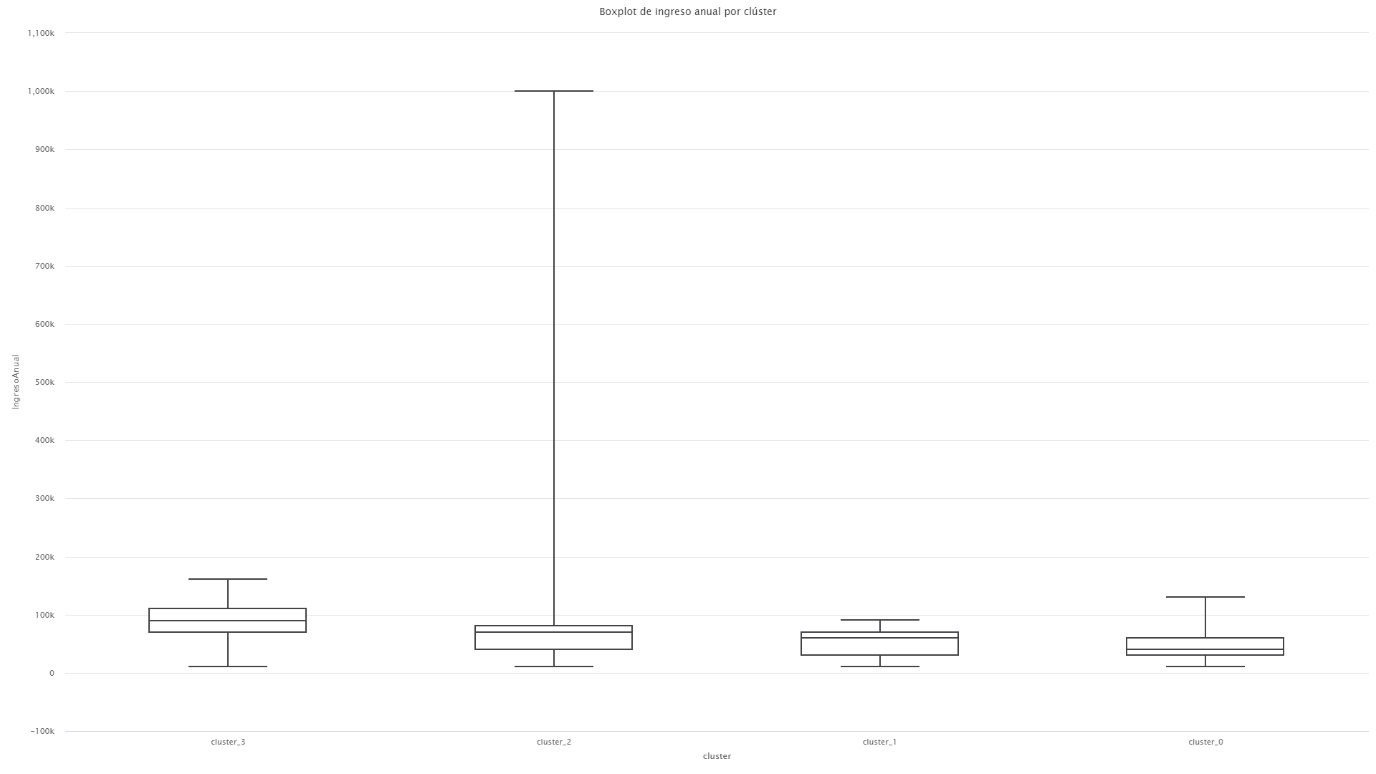 Boxplot de ingreso anual por clúster
1,100k
1,000k
900k
800k
700k
600k
500k
400k
300k
200k
100k
0
-100k
IngresoAnual
cluster_3 cluster_2 cluster_1 cluster_0
cluster